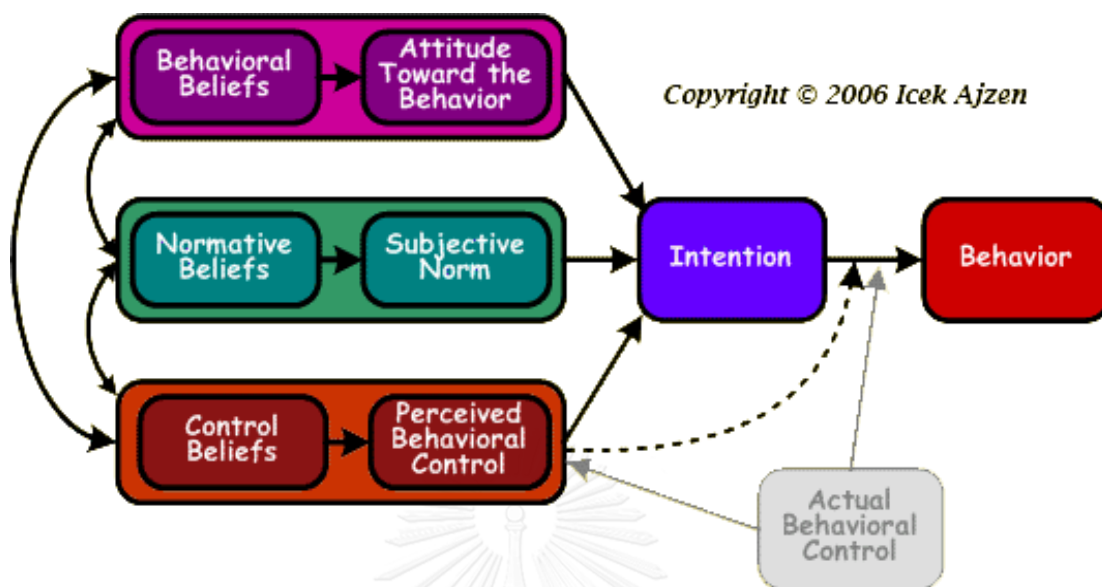 Behavioral
Beliefs
Attitude
Toward the
Behavior
Copyright © 2006 Icek Ajzen
Normative
Beliefs
Subjective
Norm
Intention
Behavior
Control
Beliefs
Perceived
Behavioral
Control
Actual
Behavioral
Control